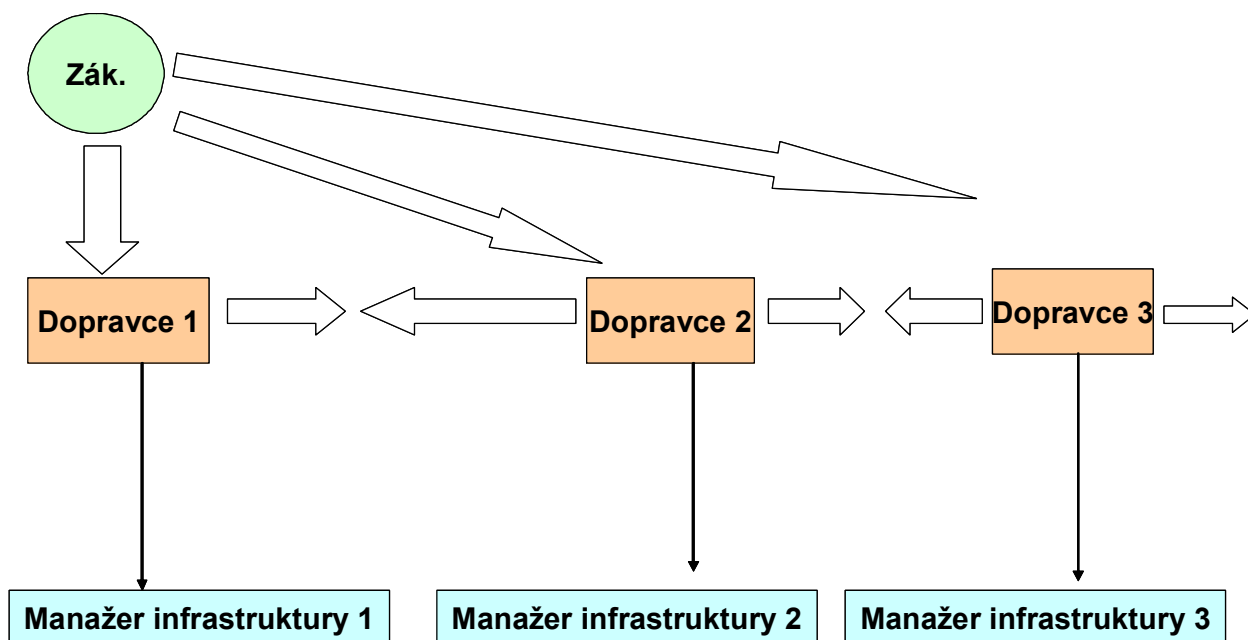 Zák.
Dopravce 1
Dopravce 2
Dopravce 3
Manažer infrastruktury 1
Manažer infrastruktury 2
Manažer infrastruktury 3